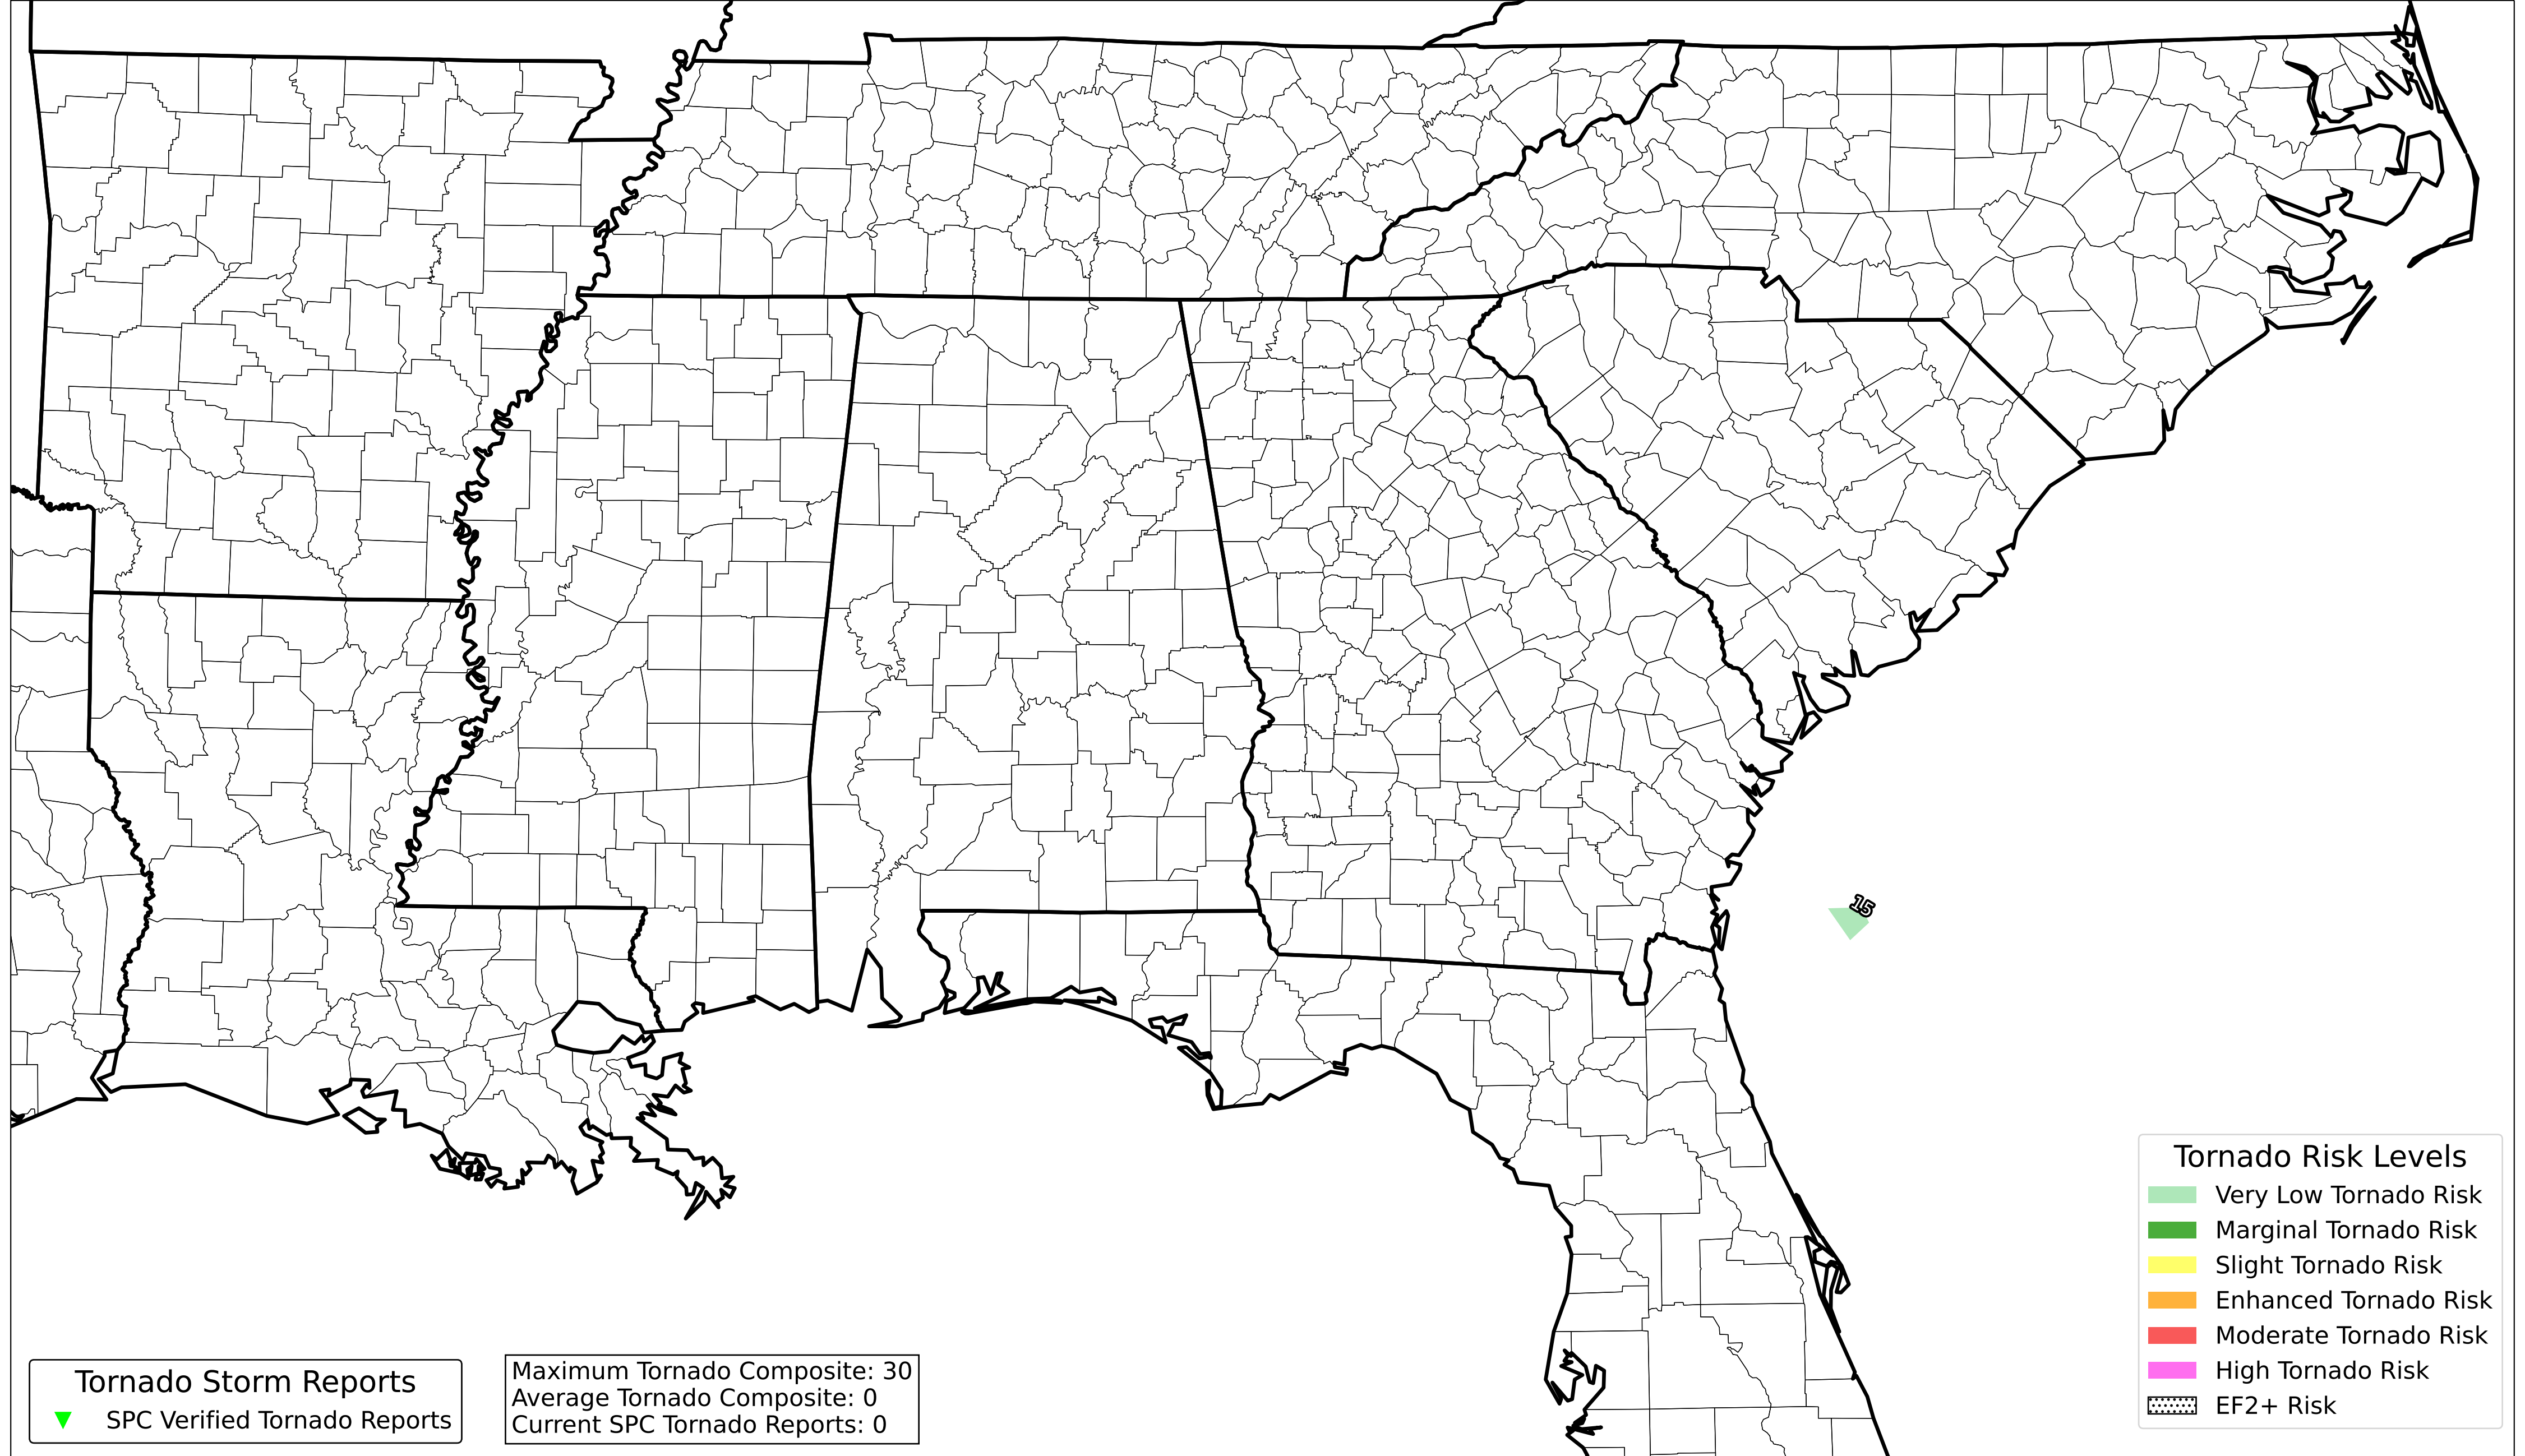 15
Tornado Risk Levels
Very Low Tornado Risk
Marginal Tornado Risk
Slight Tornado Risk
Enhanced Tornado Risk
Moderate Tornado Risk
High Tornado Risk
EF2+ Risk
Tornado Storm Reports
SPC Verified Tornado Reports
Maximum Tornado Composite: 30
Average Tornado Composite: 0
Current SPC Tornado Reports: 0